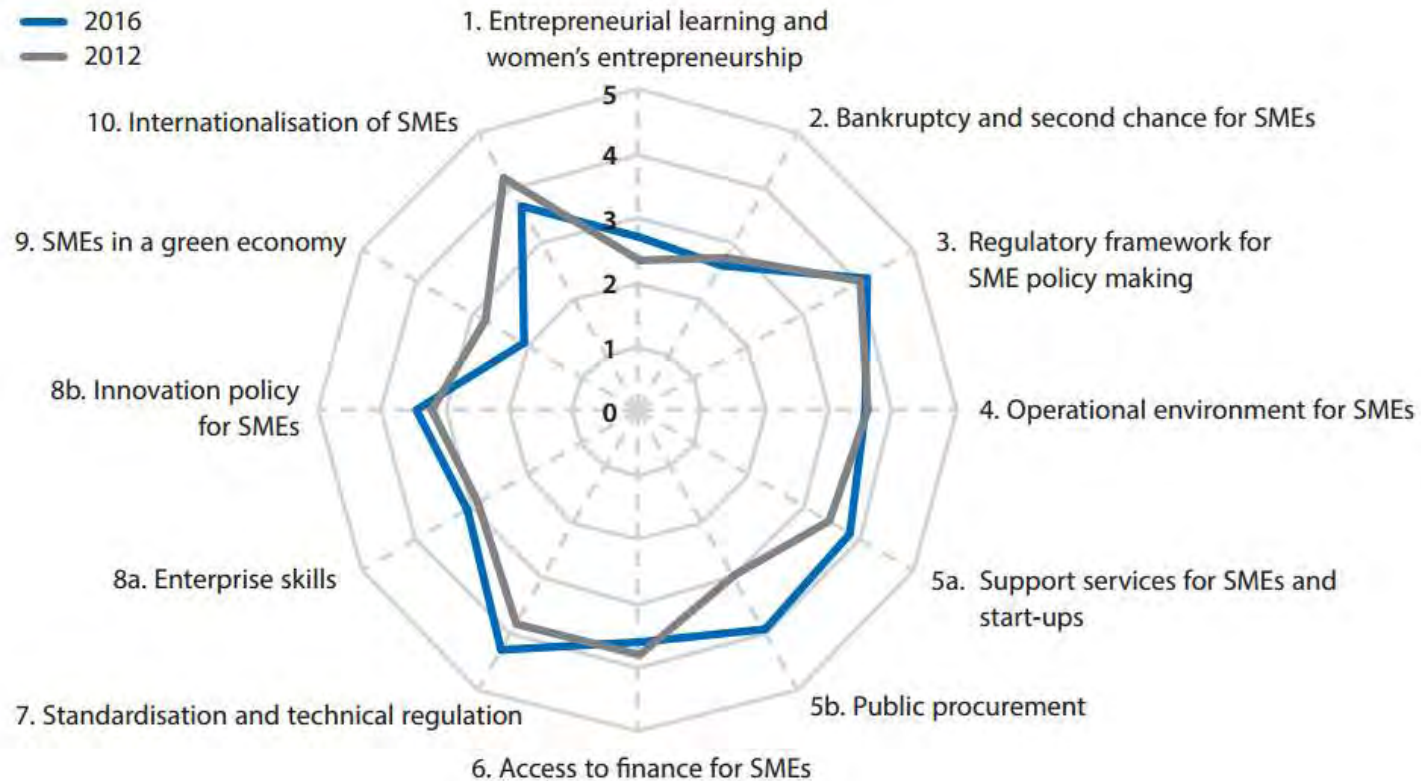 2016
2012
1. Entrepreneurial learning and
women’s entrepreneurship
2. Bankruptcy and second chance for SMEs
3. Regulatory framework for
SME policy making
4. Operational environment for SMEs
5a. Support services for SMEs and
start-ups
5b. Public procurement
6. Access to finance for SMEs
7. Standardisation and technical regulation
8a. Enterprise skills
8b. Innovation policy
for SMEs
9. SMEs in a green economy
10. Internationalisation of SMEs
5
4
3
2
1
0